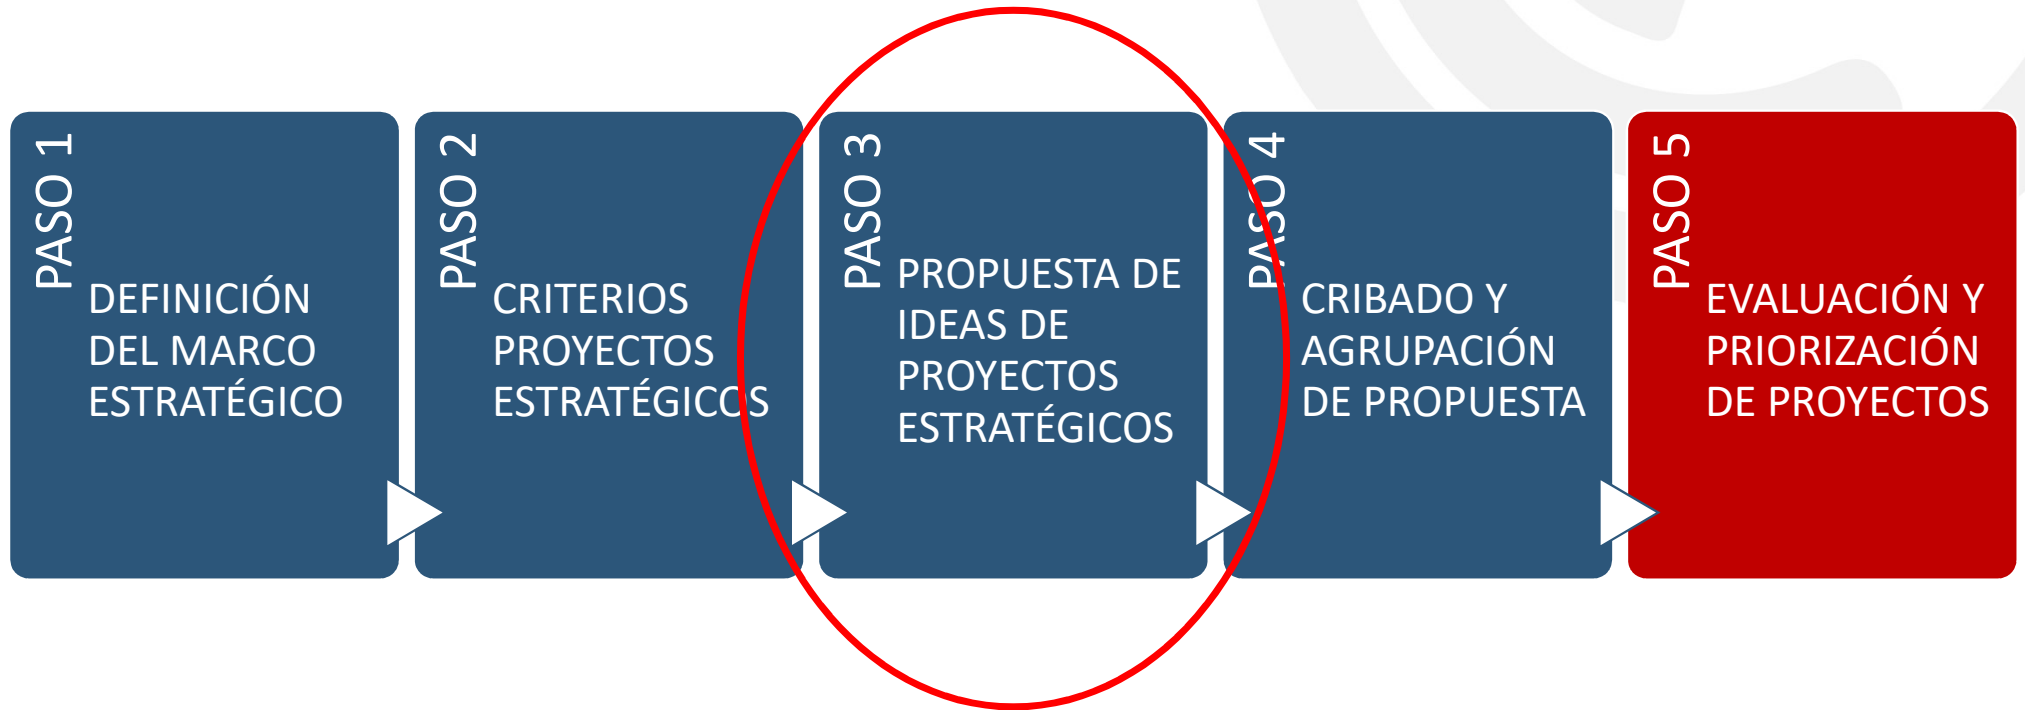 PASO 1
DEFINICIÓN
DEL MARCO
ESTRATÉGICO
PASO 2
CRITERIOS
PROYECTOS
ESTRATÉGICOS
PASO 3
PROPUESTA DE
IDEAS DE
PROYECTOS
ESTRATÉGICOS
PASO 4
CRIBADO Y
AGRUPACIÓN
DE PROPUESTA
PASO 5
EVALUACIÓN Y
PRIORIZACIÓN
DE PROYECTOS